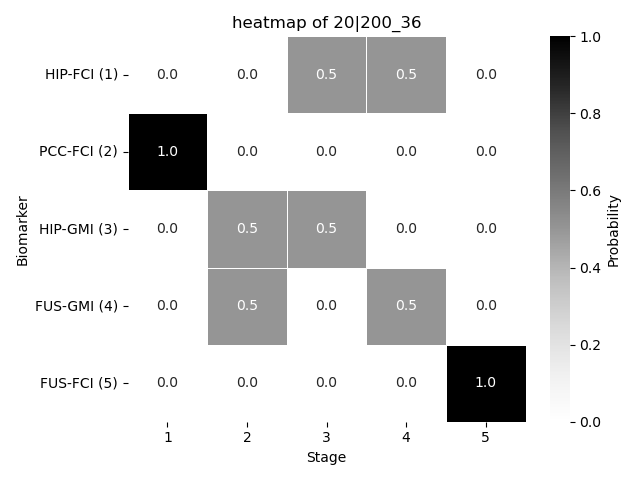 heatmap of 20|200_36
HIP-FCI (1) 0.0 0.0 0.5 0.5 0.0
PCC-FCI (2) 1.0 0.0 0.0 0.0 0.0
HIP-GMI (3) 0.0 0.5 0.5 0.0 0.0
FUS-GMI (4) 0.0 0.5 0.0 0.5 0.0
FUS-FCI (5) 0.0 0.0 0.0 0.0 1.0
1 2 3 4 5
Stage
Biomarker
1.0
0.8
0.6
0.4
0.2
0.0
Probability